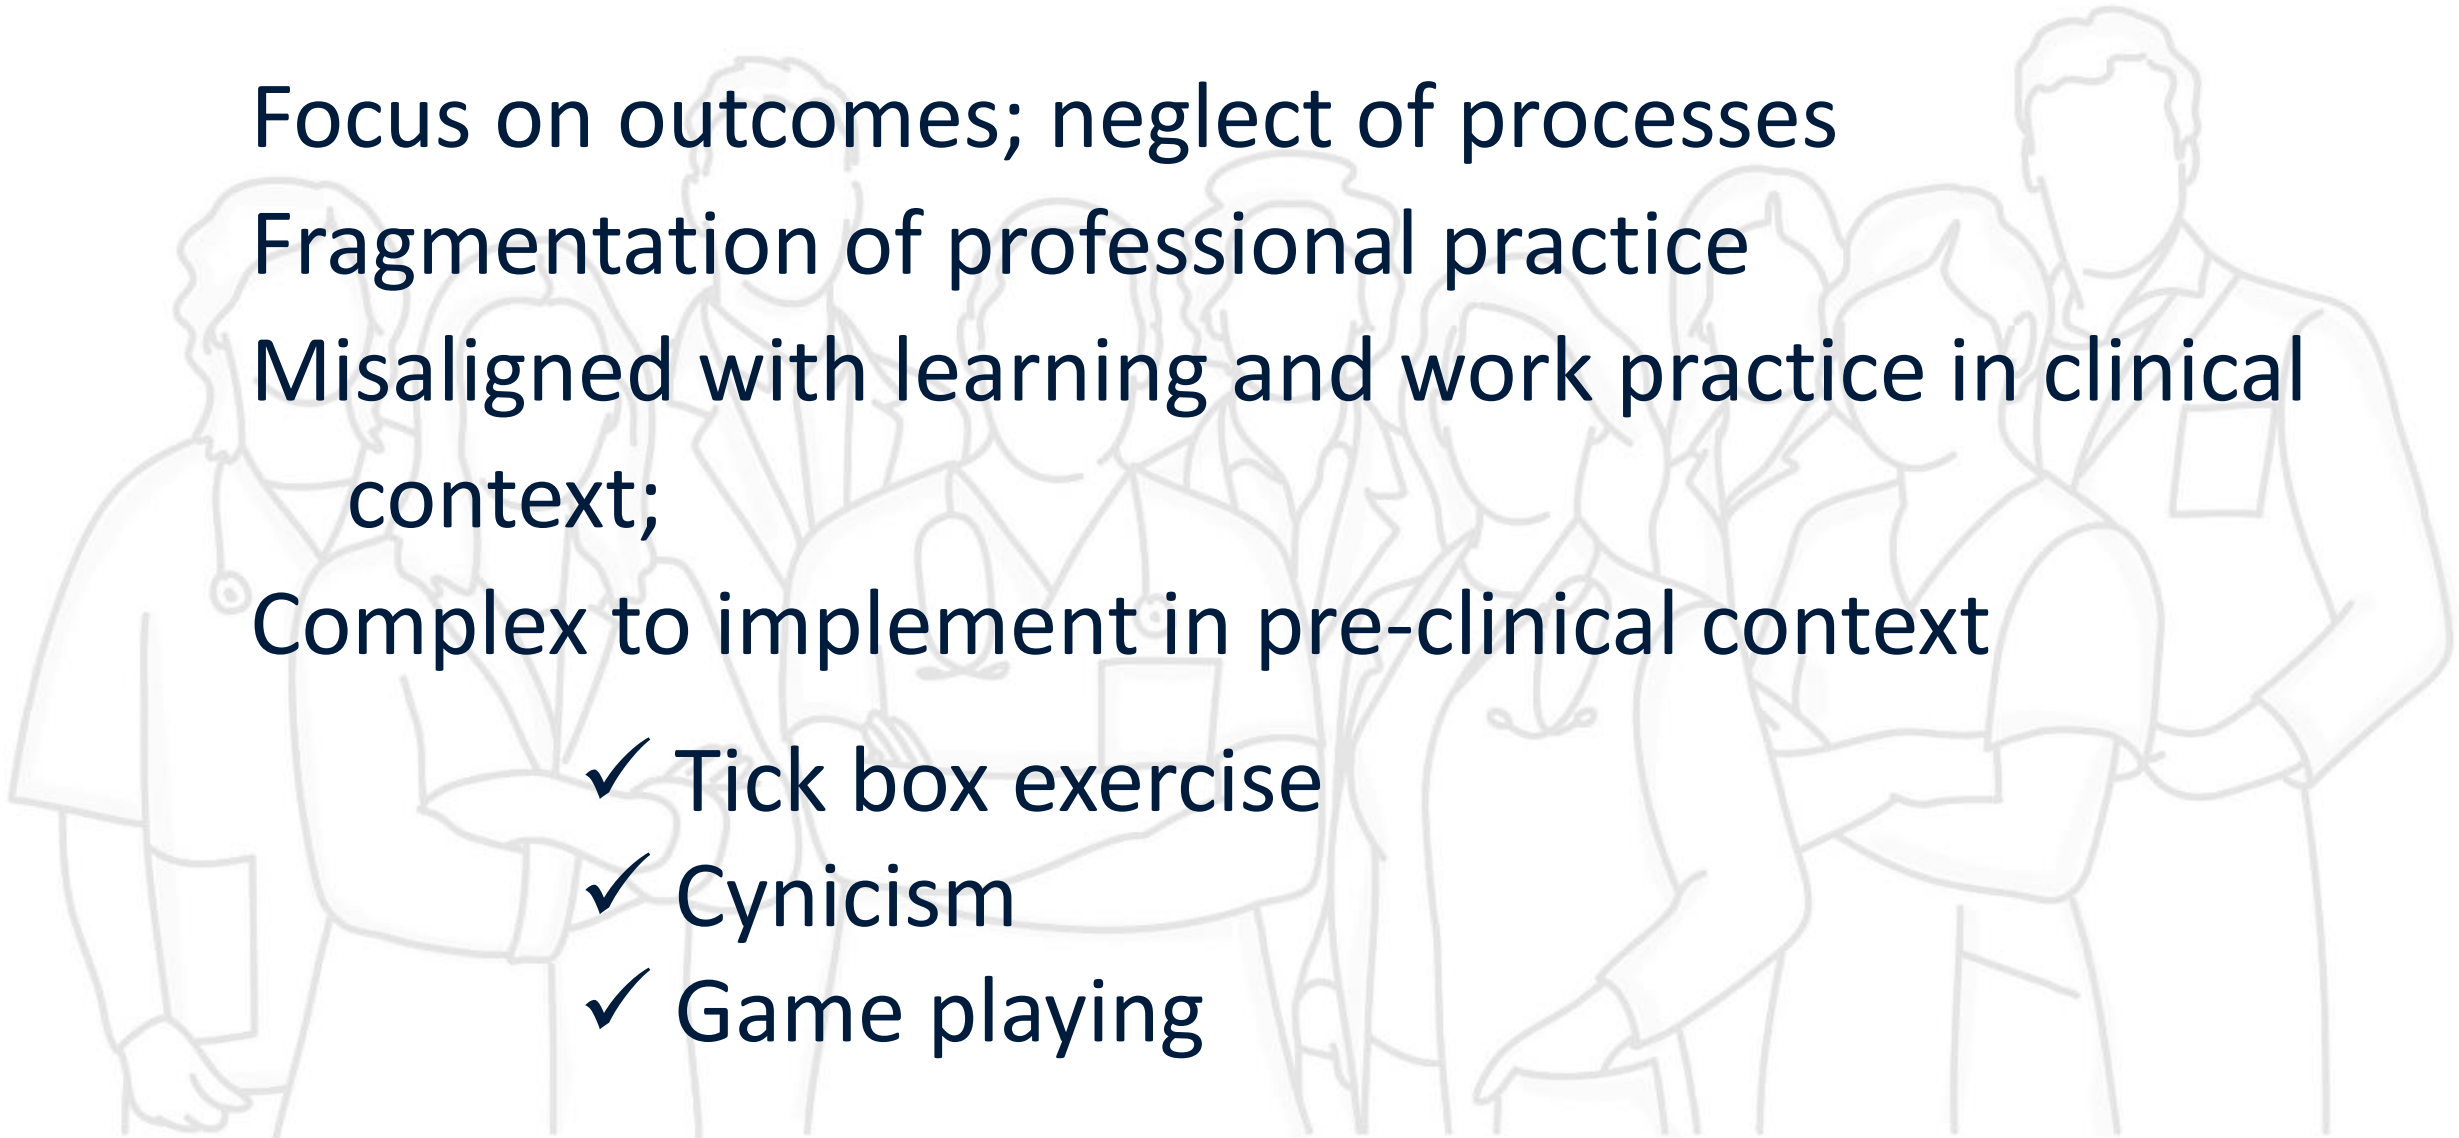 Focus on outcomes; neglect of processes
Fragmentation of professional practice
Misaligned with learning and work practice in clinical
context;
Complex to implement in pre-clinical context
✓ Tick box exercise
✓ Cynicism
✓ Game playing